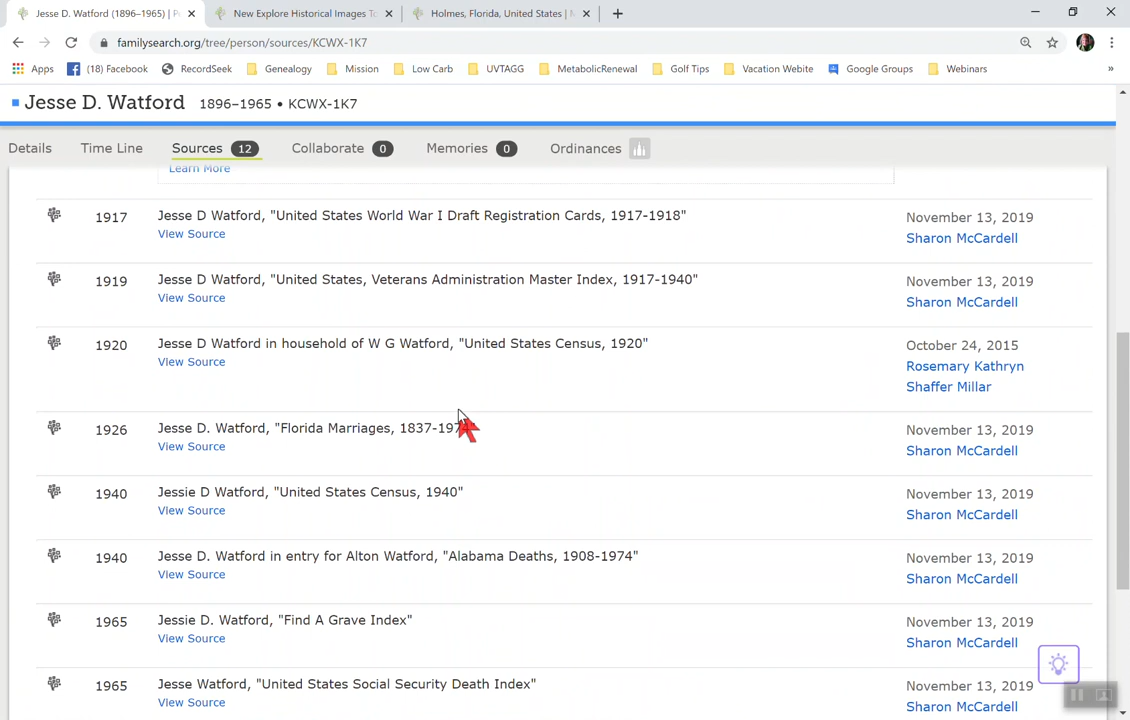 Jesse D. Watford (1896–1965) | P
New Explore Historical Images To
Holmes, Florida, United States |
familysearch.org/tree/person/sources/KCWX-1K7
Apps
(18) Facebook
RecordSeek
Genealogy
Mission
Low Carb
UVTAGG
MetabolicRenewal
Golf Tips
Vacation Webite
Google Groups
Webinars
»
Jesse D. Watford 1896–1965 • KCWX-1K7
Details
Time Line
Sources 12
Collaborate 0
Memories 0
Ordinances
Learn More
1917
Jesse D Watford, "United States World War I Draft Registration Cards, 1917-1918"
View Source
November 13, 2019
Sharon McCardell
1919
Jesse D Watford, "United States, Veterans Administration Master Index, 1917-1940"
View Source
November 13, 2019
Sharon McCardell
1920
Jesse D Watford in household of W G Watford, "United States Census, 1920"
View Source
October 24, 2015
Rosemary Kathryn
Shaffer Millar
1926
Jesse D. Watford, "Florida Marriages,
View Source
November 13, 2019
Sharon McCardell
1940
Jessie D Watford, "United States Census, 1940"
View Source
November 13, 2019
Sharon McCardell
1940
Jesse D. Watford in entry for Alton Watford, "Alabama Deaths, 1908-1974"
View Source
November 13, 2019
Sharon McCardell
1965
Jessie D. Watford, "Find A Grave Index"
View Source
November 13, 2019
Sharon McCardell
1965
Jesse Watford, "United States Social Security Death Index"
View Source
November 13, 2019
Sharon McCardell